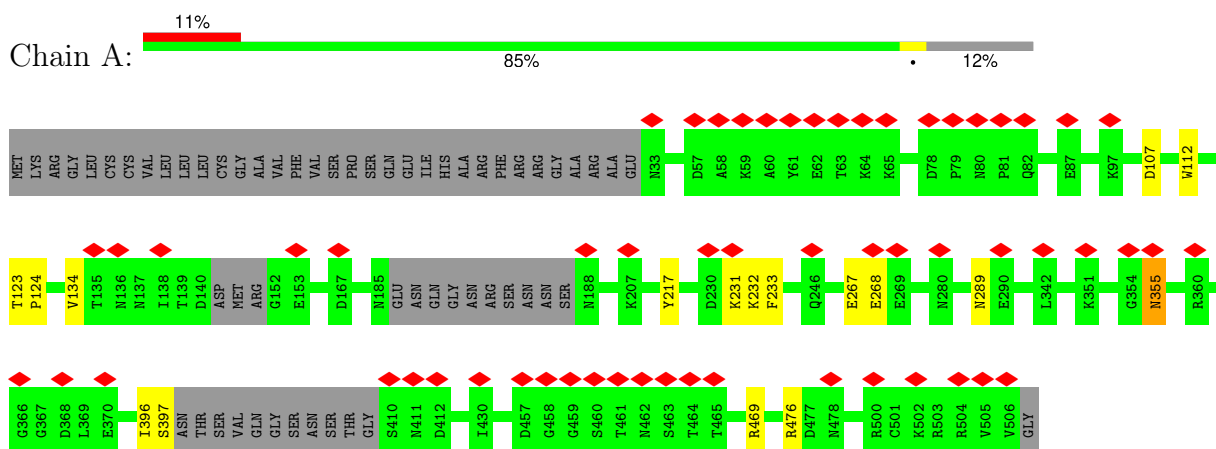 11%
Chain A:
85%
•
12%
MET LYS ARG GLY LEU CYS CYS VAL LEU LEU LEU CYS GLY ALA VAL PHE VAL SER PRO SER GLN GLU ILE HIS ALA ARG PHE ARG ARG GLY ALA ARG ALA GLU N33 D57 A58 K59 A60 Y61 E62 T63 K64 K65 D78 P79 N80 P81 Q82 E87 K97 D107 W112
T123 P124 V134 T135 N136 N137 I138 T139 D140 ASP MET ARG G152 E153 D167 N185 GLU ASN GLN GLY ASN ARG SER ASN ASN SER N188 K207 Y217 D230 K231 K232 F233 Q246 E267 E268 E269 N280 N289 E290 L342 K351 G354 N355 R360
G366 G367 D368 L369 E370 I396 S397 ASN THR SER VAL GLN GLY SER ASN SER THR GLY S410 N411 D412 I430 D457 G458 G459 S460 T461 N462 S463 T464 T465 R469 R476 D477 N478 R500 C501 K502 R503 R504 V505 V506 GLY